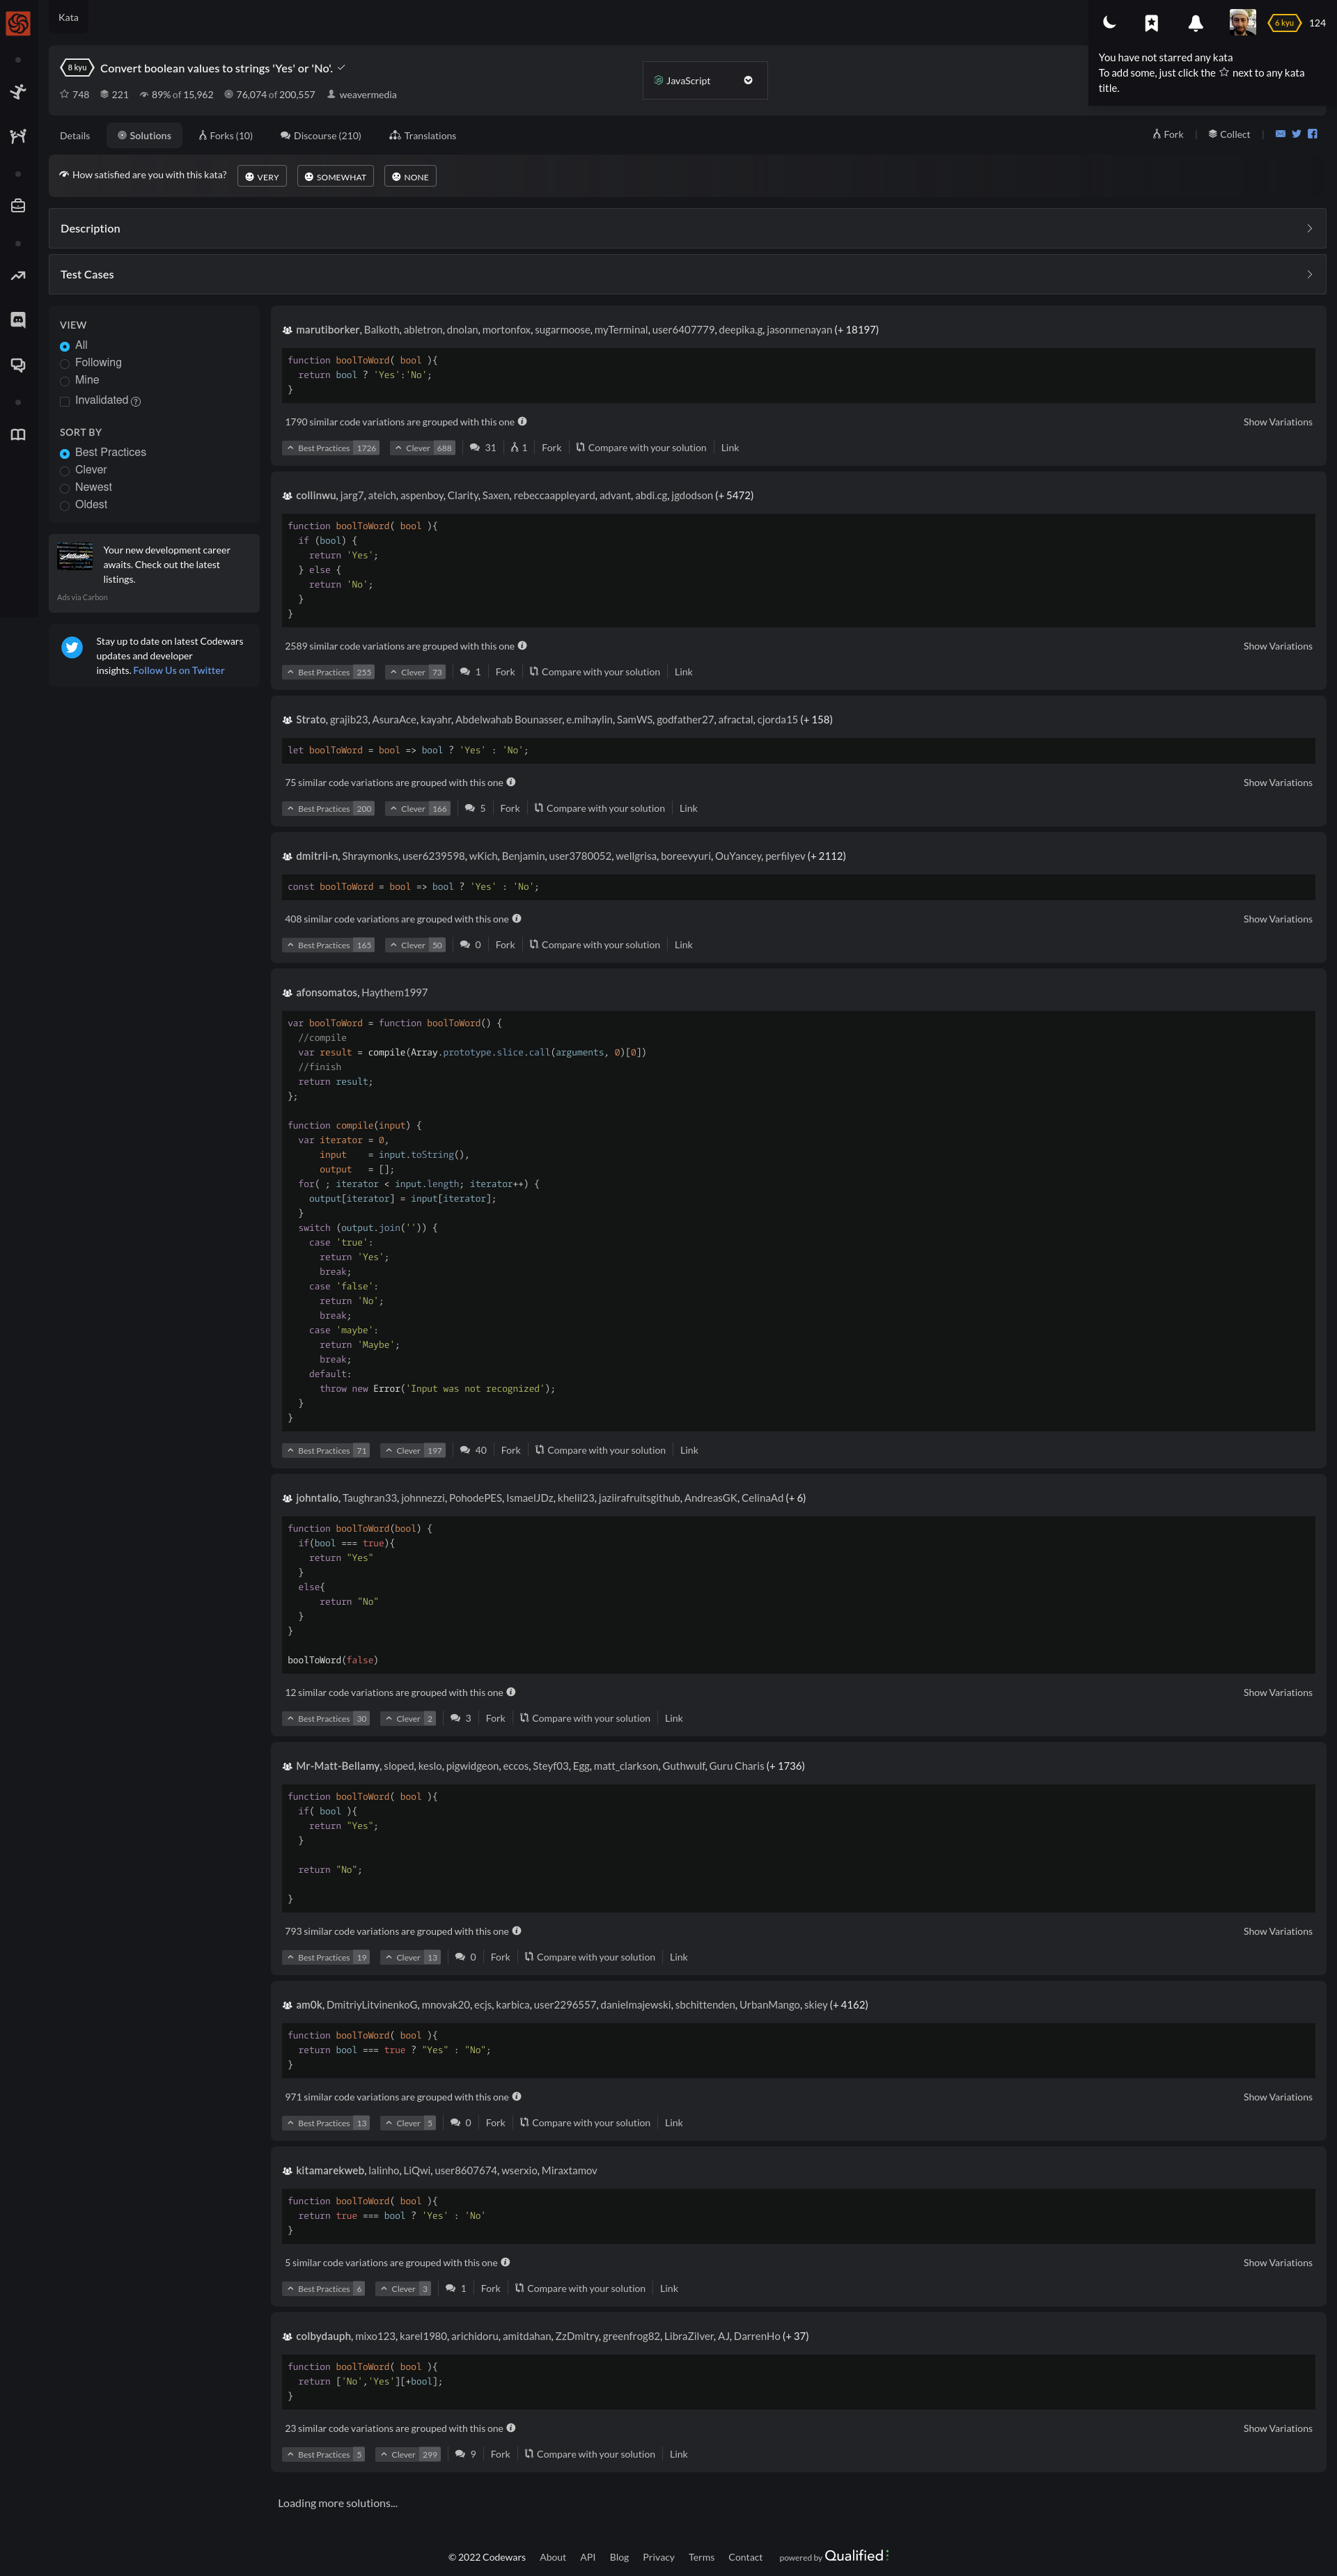 Kata
6 kyu 124
You have not starred any kata
To add some, just click the ☆ next to any kata
title.
8 kyu Convert boolean values to strings 'Yes' or 'No'.
748 221 89% of 15,962 76,074 of 200,557 weavermedia
JavaScript
Details Solutions Forks (10) Discourse (210) Translations
Fork | Collect |
How satisfied are you with this kata? VERY SOMEWHAT NONE
Description
Test Cases
VIEW
All
Following
Mine
Invalidated
SORT BY
Best Practices
Clever
Newest
Oldest
Your new development career
awaits. Check out the latest
listings.
Ads via Carbon
Stay up to date on latest Codewars
updates and developer
insights. Follow Us on Twitter
marutiborker, Balkoth, abletron, dnolan, mortonfox, sugarmoose, myTerminal, user6407779, deepika.g, jasonmenayan (+ 18197)
function boolToWord( bool ){
  return bool ? 'Yes':'No';
}
1790 similar code variations are grouped with this one Show Variations
Best Practices 1726 Clever 688 31 1 Fork Compare with your solution Link
collinwu, jarg7, ateich, aspenboy, Clarity, Saxen, rebeccaappleyard, advant, abdi.cg, jgdodson (+ 5472)
function boolToWord( bool ){
  if (bool) {
    return 'Yes';
  } else {
    return 'No';
  }
}
2589 similar code variations are grouped with this one Show Variations
Best Practices 255 Clever 73 1 Fork Compare with your solution Link
Strato, grajib23, AsuraAce, kayahr, Abdelwahab Bounasser, e.mihaylin, SamWS, godfather27, afractal, cjorda15 (+ 158)
let boolToWord = bool => bool ? 'Yes' : 'No';
75 similar code variations are grouped with this one Show Variations
Best Practices 200 Clever 166 5 Fork Compare with your solution Link
dmitrii-n, Shraymonks, user6239598, wKich, Benjamin, user3780052, wellgrisa, boreevyuri, OuYancey, perfilyev (+ 2112)
const boolToWord = bool => bool ? 'Yes' : 'No';
408 similar code variations are grouped with this one Show Variations
Best Practices 165 Clever 50 0 Fork Compare with your solution Link
afonsomatos, Haythem1997
var boolToWord = function boolToWord() {
  //compile
  var result = compile(Array.prototype.slice.call(arguments, 0)[0])
  //finish
  return result;
};
function compile(input) {
  var iterator = 0,
      input    = input.toString(),
      output   = [];
  for( ; iterator < input.length; iterator++) {
    output[iterator] = input[iterator];
  }
  switch (output.join('')) {
    case 'true':
      return 'Yes';
      break;
    case 'false':
      return 'No';
      break;
    case 'maybe':
      return 'Maybe';
      break;
    default:
      throw new Error('Input was not recognized');
  }
}
Best Practices 71 Clever 197 40 Fork Compare with your solution Link
johntalio, Taughran33, johnnezzi, PohodePES, IsmaelJDz, khelil23, jaziirafruitsgithub, AndreasGK, CelinaAd (+ 6)
function boolToWord(bool) {
  if(bool === true){
    return "Yes"
  }
  else{
      return "No"
  }
}
boolToWord(false)
12 similar code variations are grouped with this one Show Variations
Best Practices 30 Clever 2 3 Fork Compare with your solution Link
Mr-Matt-Bellamy, sloped, keslo, pigwidgeon, eccos, Steyf03, Egg, matt_clarkson, Guthwulf, Guru Charis (+ 1736)
function boolToWord( bool ){
  if( bool ){
    return "Yes";
  }
  return "No";
}
793 similar code variations are grouped with this one Show Variations
Best Practices 19 Clever 13 0 Fork Compare with your solution Link
am0k, DmitriyLitvinenkoG, mnovak20, ecjs, karbica, user2296557, danielmajewski, sbchittenden, UrbanMango, skiey (+ 4162)
function boolToWord( bool ){
  return bool === true ? "Yes" : "No";
}
971 similar code variations are grouped with this one Show Variations
Best Practices 13 Clever 5 0 Fork Compare with your solution Link
kitamarekweb, lalinho, LiQwi, user8607674, wserxio, Miraxtamov
function boolToWord( bool ){
  return true === bool ? 'Yes' : 'No'
}
5 similar code variations are grouped with this one Show Variations
Best Practices 6 Clever 3 1 Fork Compare with your solution Link
colbydauph, mixo123, karel1980, arichidoru, amitdahan, ZzDmitry, greenfrog82, LibraZilver, AJ, DarrenHo (+ 37)
function boolToWord( bool ){
  return ['No','Yes'][+bool];
}
23 similar code variations are grouped with this one Show Variations
Best Practices 5 Clever 299 9 Fork Compare with your solution Link
Loading more solutions...
© 2022 Codewars About API Blog Privacy Terms Contact powered by Qualified